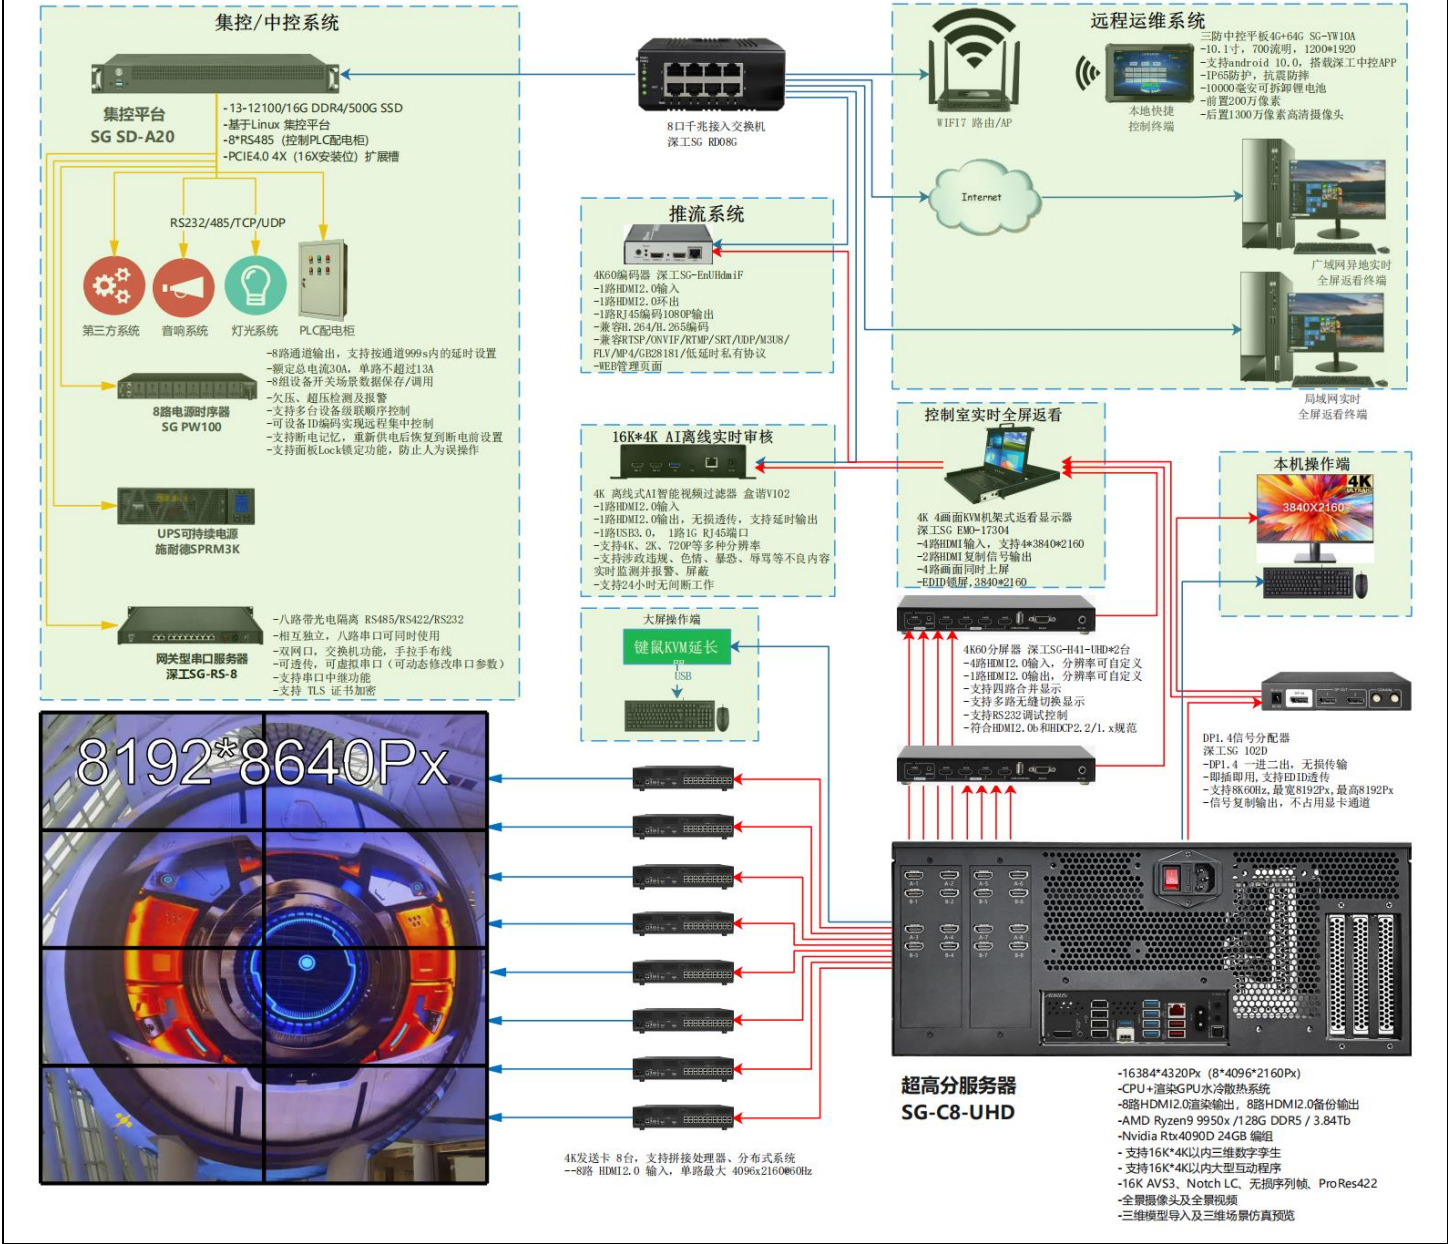 集控/中控系统
集控平台
SG SD-A20
-13-12100/16G DDR4/500G SSD
-基于Linux 集控平台
-8*RS485（控制PLC配电柜)
-PCIE4.0 4X（16X安装位）扩展槽
RS232/485/TCP/UDP
第三方系统
音响系统
灯光系统
PLC配电柜
-8路通道输出，支持按通道999s内的延时设置
-额定总电流30A，单路不超过13A
-8组设备开关场景数据保存/调用
-欠压、超压检测及报警
-支持多台设备级联顺序控制
-可设备ID编码实现远程集中控制
-支持断电记忆，重新供电后恢复到断电前设置
-支持面板Lock锁定功能，防止人为误操作
8路电源时序器
SG PW100
UPS可持续电源
施耐德SPRM3K
网关型串口服务器
深工SG-RS-8
-八路带光电隔离 RS485/RS422/RS232
-相互独立，八路串口可同时使用
-双网口，交换机功能，手拉手布线
-可透传，可虚拟串口（可动态修改串口参数）
-支持串口中继功能
-支持 TLS 证书加密
8口千兆接入交换机
深工SG RD08G
推流系统
4K60编码器 深工SG-EnUHdmiF
-1路HDMI2.0输入
-1路HDMI2.0环出
-1路RJ45编码1080P输出
-兼容H.264/H.265编码
-兼容RTSP/ONVIF/RTMP/SRT/UDP/M3U8/
FLV/MP4/GB28181/低延时私有协议
-WEB管理页面
16K*4K AI离线实时审核
4K 离线式AI智能视频过滤器 盒谱V102
-1路HDMI2.0输入
-1路HDMI2.0输出，无损透传，支持延时输出
-1路USB3.0， 1路1G RJ45端口
-支持4K、2K、720P等多种分辨率
-支持涉政违规、色情、暴恐、辱骂等不良内容
实时监测并报警、屏蔽
-支持24小时无间断工作
大屏操作端
键鼠KVM延长
USB
远程运维系统
WIFI7 路由/AP
本地快捷
控制终端
三防中控平板4G+64G SG-YW10A
-10.1寸，700流明，1200*1920
-支持android 10.0，搭载深工中控APP
-IP65防护，抗震防摔
-10000毫安可拆卸锂电池
-前置200万像素
-后置1300万像素高清摄像头
Internet
广域网异地实时
全屏返看终端
局域网实时
全屏返看终端
控制室实时全屏返看
4K 4画面KVM机架式返看显示器
深工SG EMO-17304
-4路HDMI输入，支持4*3840*2160
-2路HDMI复制信号输出
-4路画面同时上屏
-EDID锁屏,3840*2160
本机操作端
4K
3840X2160
4K60分屏器 深工SG-H41-UHD*2台
-4路HDMI2.0输入，分辨率可自定义
-1路HDMI2.0输出，分辨率可自定义
-支持四路合并显示
-支持多路无缝切换显示
-支持RS232调试控制
-符合HDMI2.0b和HDCP2.2/1.x规范
DP1.4信号分配器
深工SG 102D
-DP1.4 一进二出，无损传输
-即插即用,支持EDID透传
-支持8K60Hz,最宽8192Px,最高8192Px
-信号复制输出，不占用显卡通道
8192*8640Px
4K发送卡 8台，支持拼接处理器、分布式系统
--8路 HDMI2.0 输入，单路最大 4096x2160@60Hz
A-1 A-2 A-5 A-6
B-1 B-2 B-5 B-6
A-3 A-4 A-7 A-8
B-3 B-4 B-7 B-8
超高分服务器
SG-C8-UHD
-16384*4320Px（8*4096*2160Px）
-CPU+渲染GPU水冷散热系统
-8路HDMI2.0渲染输出，8路HDMI2.0备份输出
-AMD Ryzen9 9950x /128G DDR5 / 3.84Tb
-Nvidia Rtx4090D 24GB 编组
- 支持16K*4K以内三维数字孪生
- 支持16K*4K以内大型互动程序
-16K AVS3、Notch LC、无损序列帧、ProRes422
-全景摄像头及全景视频
-三维模型导入及三维场景仿真预览